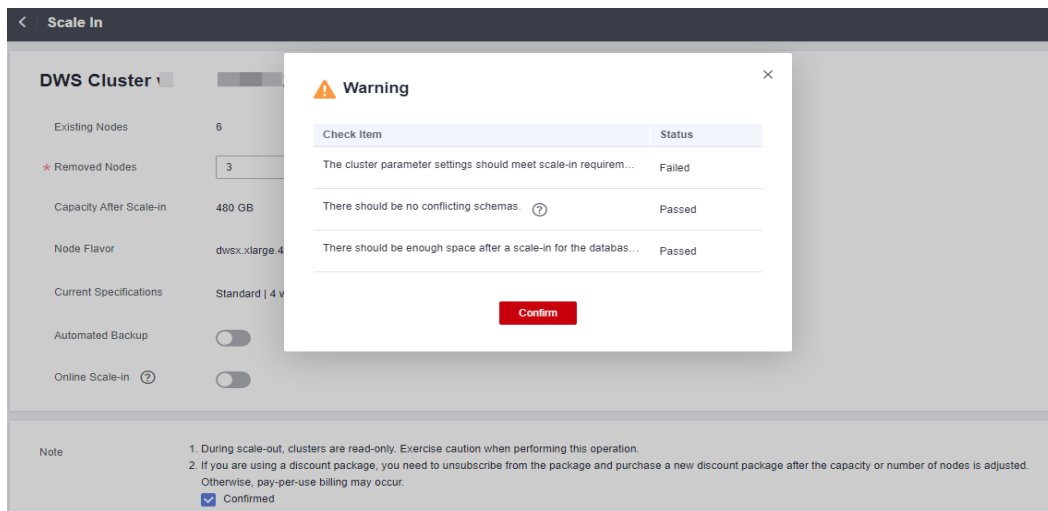 Scale In
DWS Cluster
Warning
Existing Nodes 6
Check Item Status
Removed Nodes 3
The cluster parameter settings should meet scale-in requirem... Failed
Capacity After Scale-in 480 GB
There should be no conflicting schemas. Passed
Node Flavor dwsx.xlarge.4
There should be enough space after a scale-in for the databas... Passed
Current Specifications Standard | 4 v
Confirm
Automated Backup
Online Scale-in
Note
1. During scale-out, clusters are read-only. Exercise caution when performing this operation.
2. If you are using a discount package, you need to unsubscribe from the package and purchase a new discount package after the capacity or number of nodes is adjusted.
Otherwise, pay-per-use billing may occur.
Confirmed